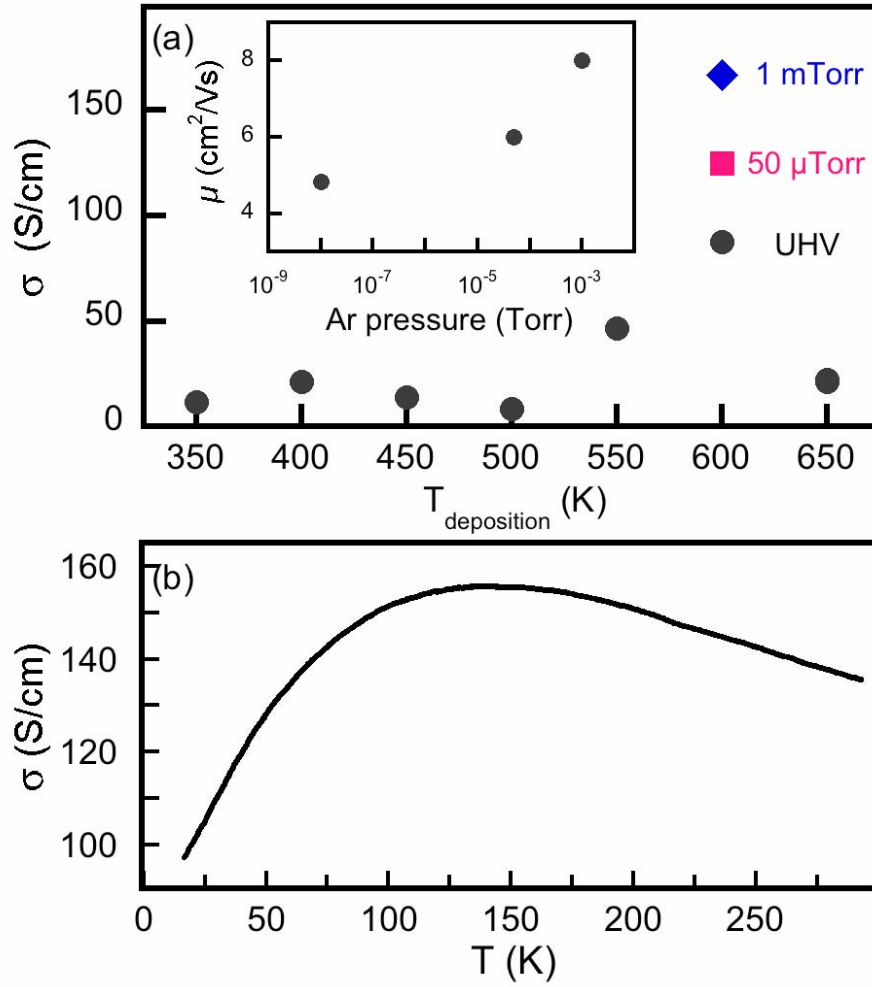 (a)
σ (S/cm)
150
100
50
0
350 400 450 500 550 600 650
T_deposition (K)
μ (cm²/Vs)
8
6
4
10⁻⁹ 10⁻⁷ 10⁻⁵ 10⁻³
Ar pressure (Torr)
1 mTorr
50 μTorr
UHV
(b)
σ (S/cm)
160
140
120
100
0 50 100 150 200 250
T (K)